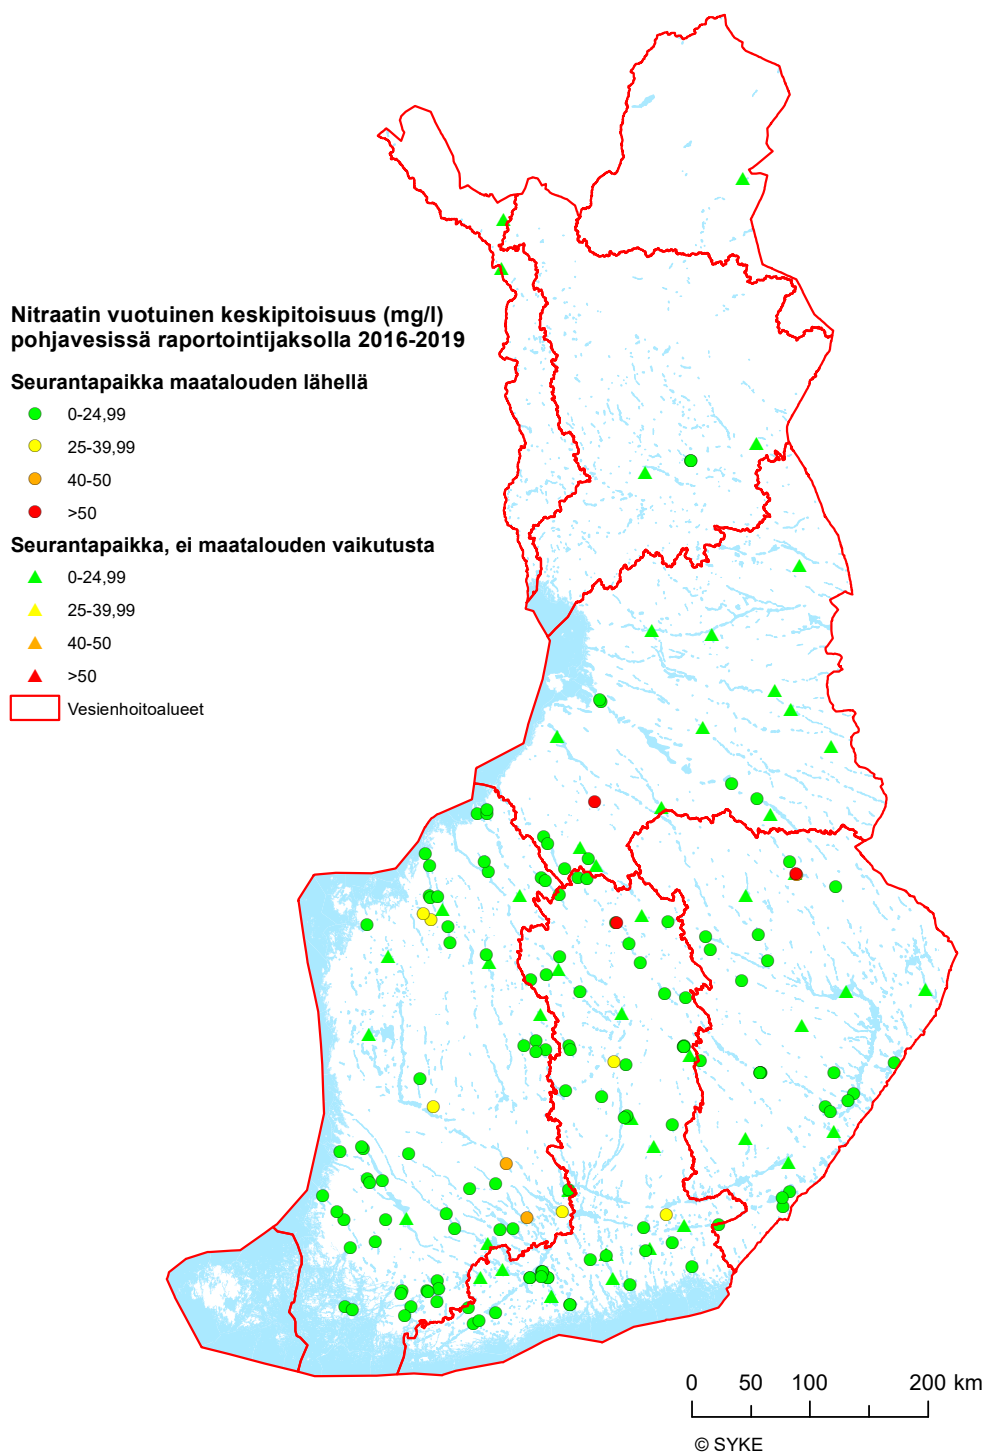 Nitraatin vuotuinen keskipitoisuus (mg/l)
pohjavesissä raportointijaksolla 2016-2019
Seurantapaikka maatalouden lähellä
0-24,99
25-39,99
40-50
>50
Seurantapaikka, ei maatalouden vaikutusta
0-24,99
25-39,99
40-50
>50
Vesienhoitoalueet
0 50 100 200 km
© SYKE